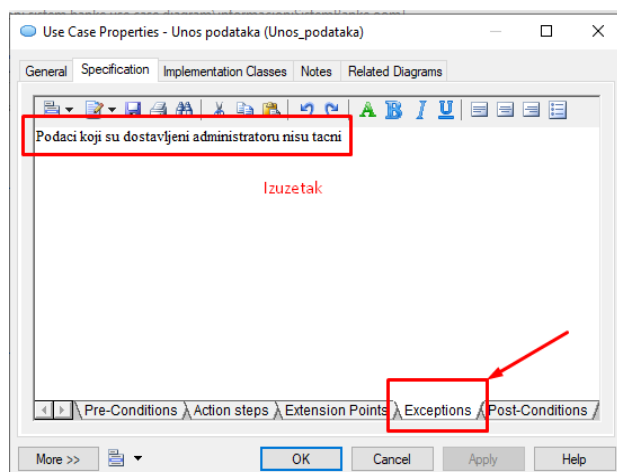 Use Case Properties - Unos podataka (Unos_podataka)
General Specification Implementation Classes Notes Related Diagrams
A B I U
Podaci koji su dostavljeni administratoru nisu tacni
Izuzetak
Pre-Conditions Action steps Extension Points Exceptions Post-Conditions
More >> OK Cancel Apply Help